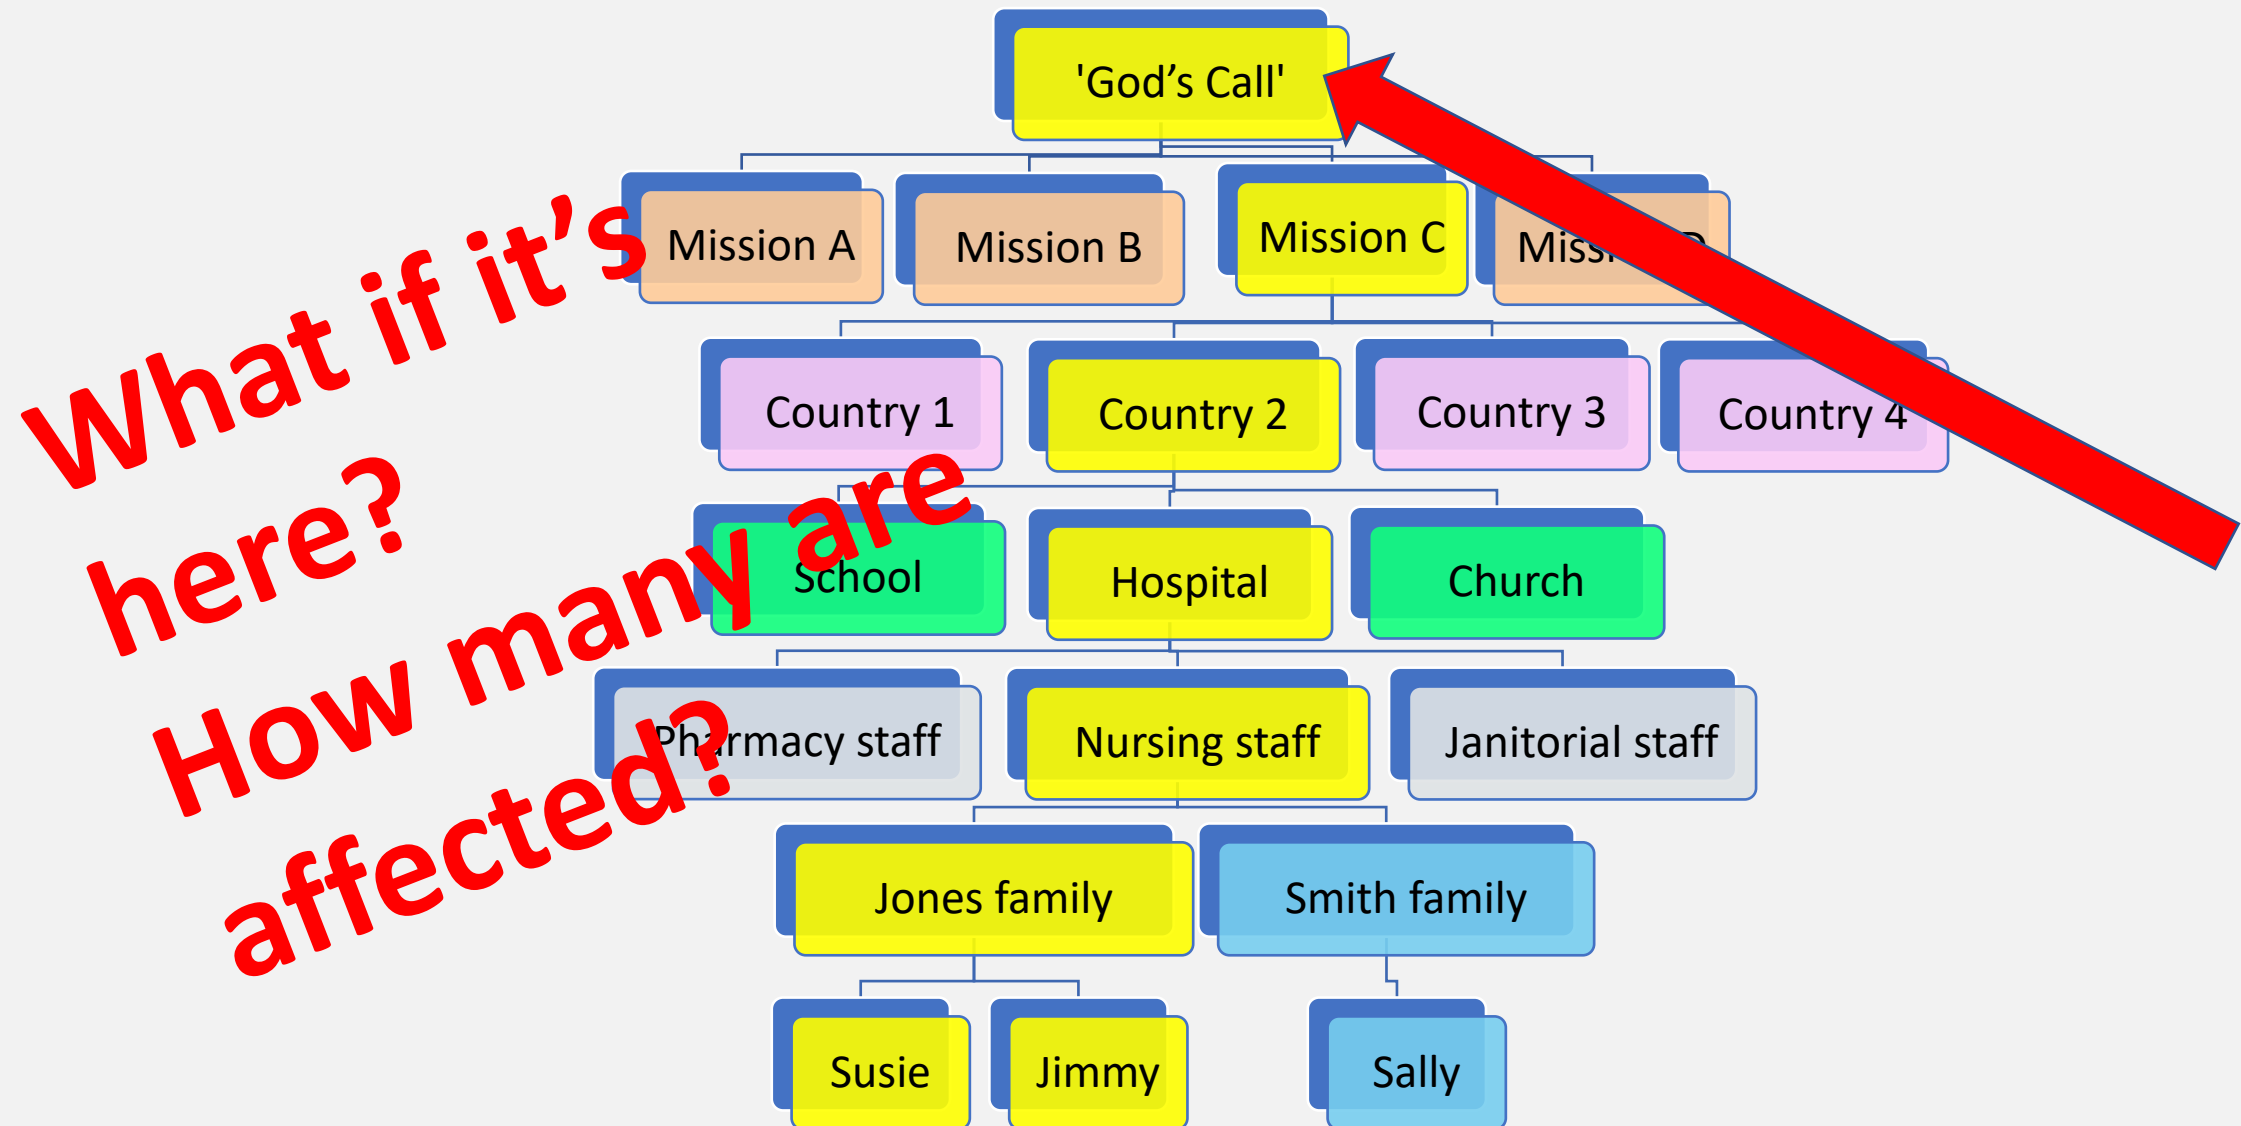 'God’s Call'
Mission A
Mission B
Mission C
Country 1
Country 2
Country 3
Country 4
School
Hospital
Church
Pharmacy staff
Nursing staff
Janitorial staff
Jones family
Smith family
Susie
Jimmy
Sally
What if it’s
here?
How many are
affected?